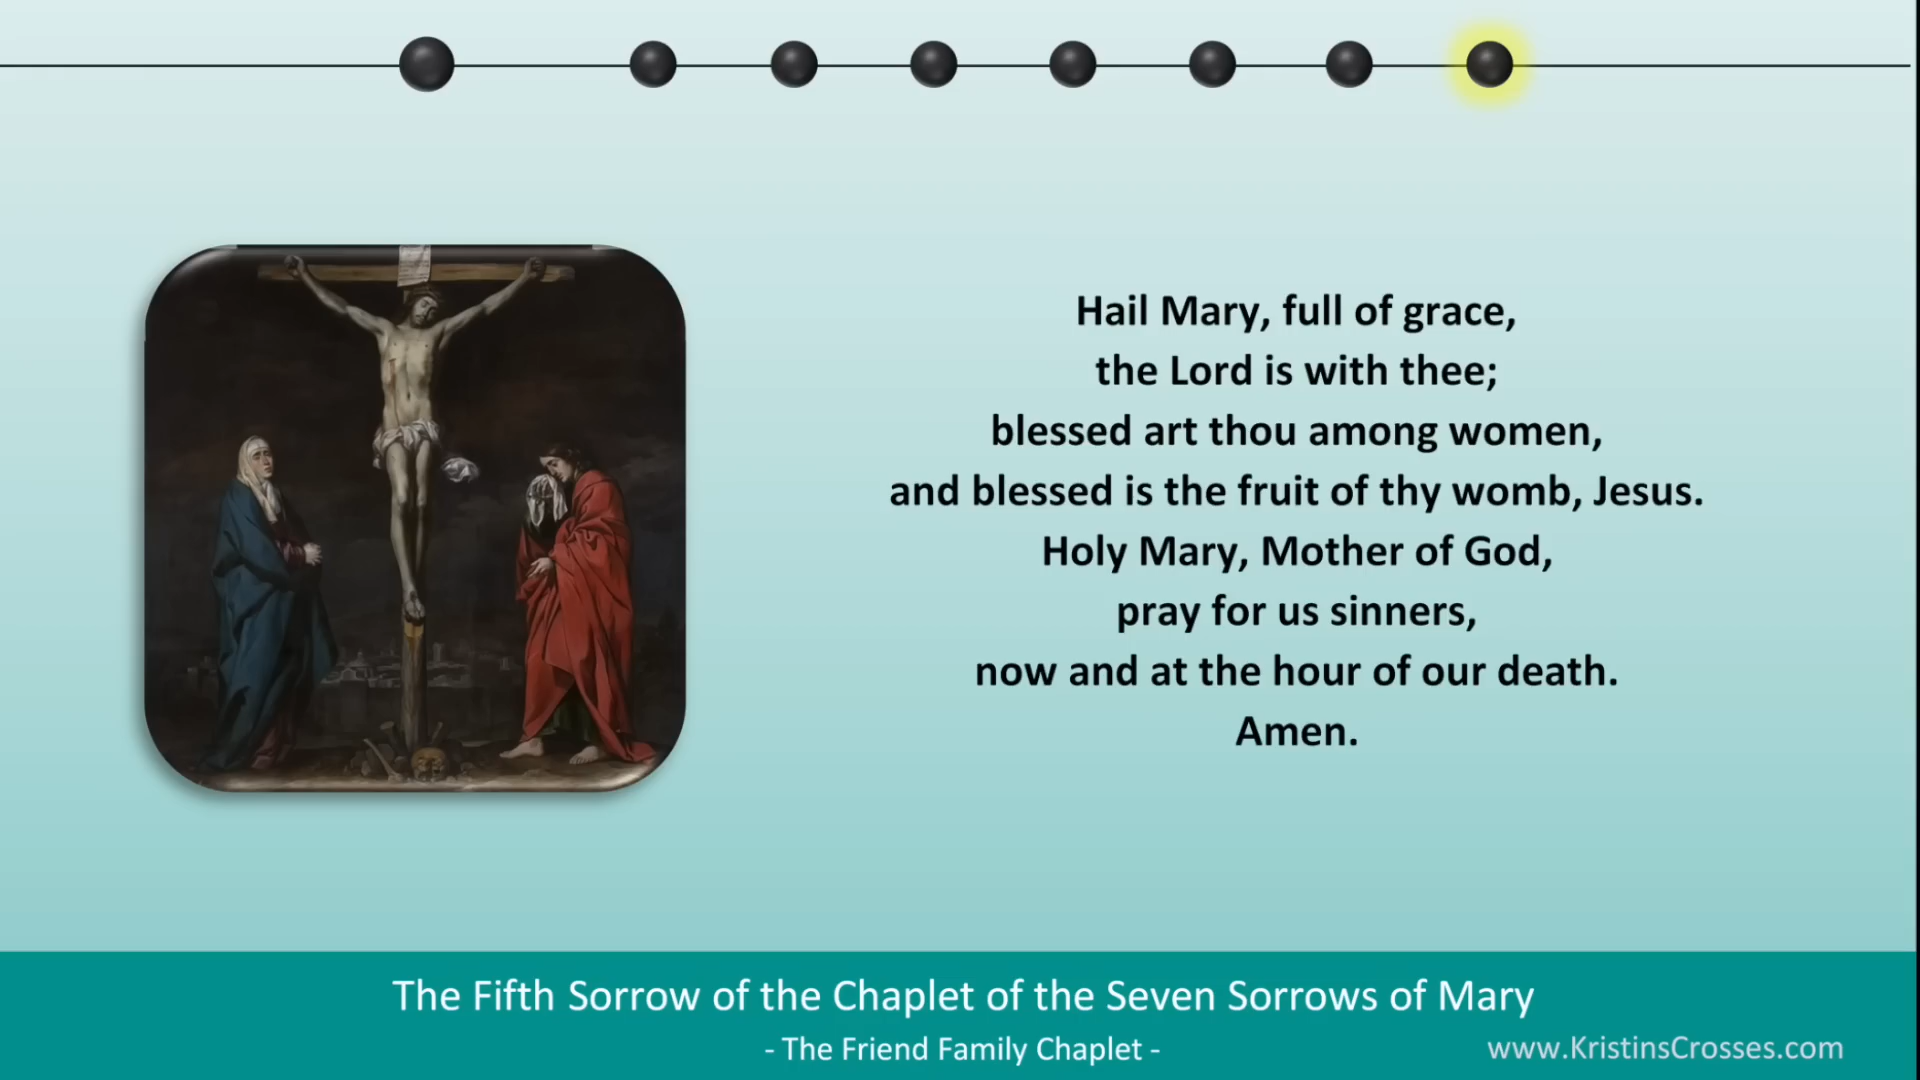 Hail Mary, full of grace,
the Lord is with thee;
blessed art thou among women,
and blessed is the fruit of thy womb, Jesus.
Holy Mary, Mother of God,
pray for us sinners,
now and at the hour of our death.
Amen.
The Fifth Sorrow of the Chaplet of the Seven Sorrows of Mary
- The Friend Family Chaplet -
www.KristinsCrosses.com